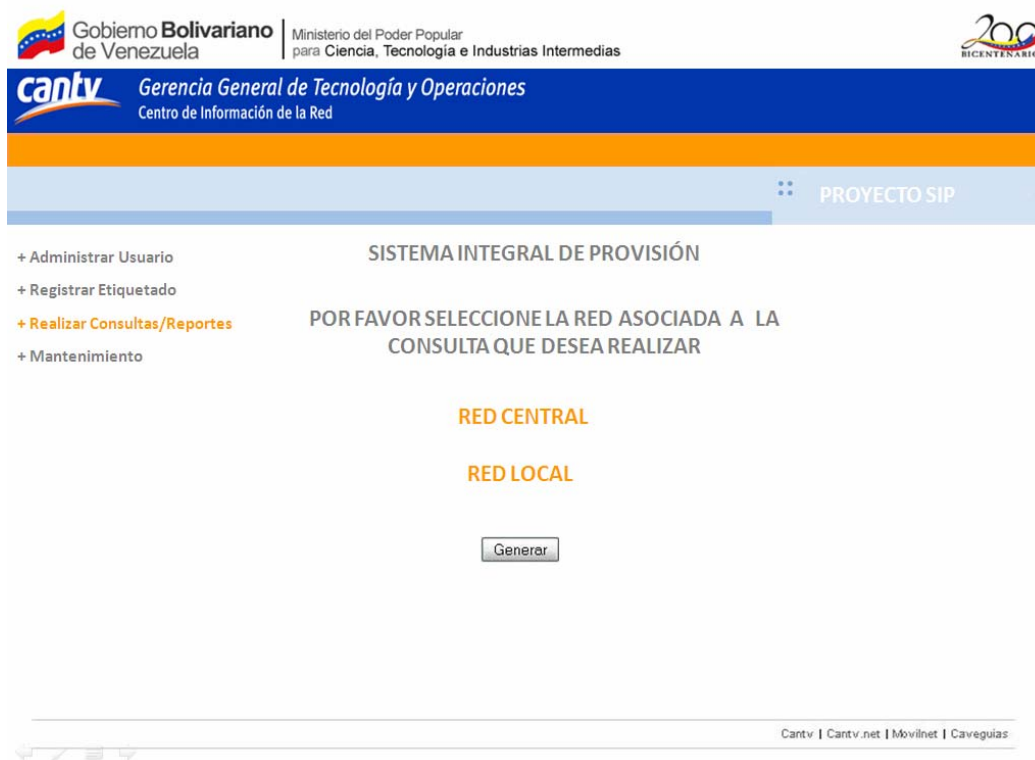 Gobierno Bolivariano
de Venezuela
Ministerio del Poder Popular
para Ciencia, Tecnología e Industrias Intermedias
200
BICENTENARIO
cantv
Gerencia General de Tecnología y Operaciones
Centro de Información de la Red
PROYECTO SIP
+ Administrar Usuario
+ Registrar Etiquetado
+ Realizar Consultas/Reportes
+ Mantenimiento
SISTEMA INTEGRAL DE PROVISIÓN
POR FAVOR SELECCIONE LA RED ASOCIADA A LA
CONSULTA QUE DESEA REALIZAR
RED CENTRAL
RED LOCAL
Generar
Cantv | Cantv.net | Movilnet | Caveguias